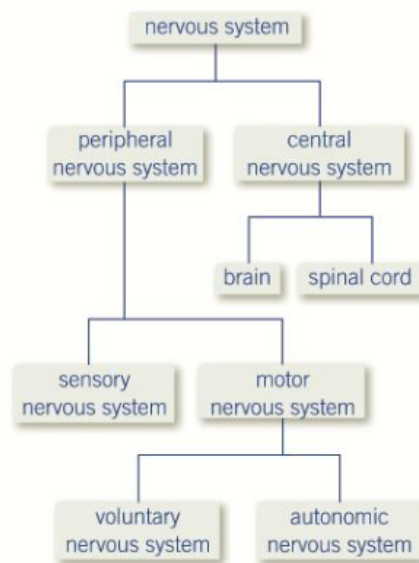 nervous system
peripheral
nervous system
central
nervous system
brain
spinal cord
sensory
nervous system
motor
nervous system
voluntary
nervous system
autonomic
nervous system